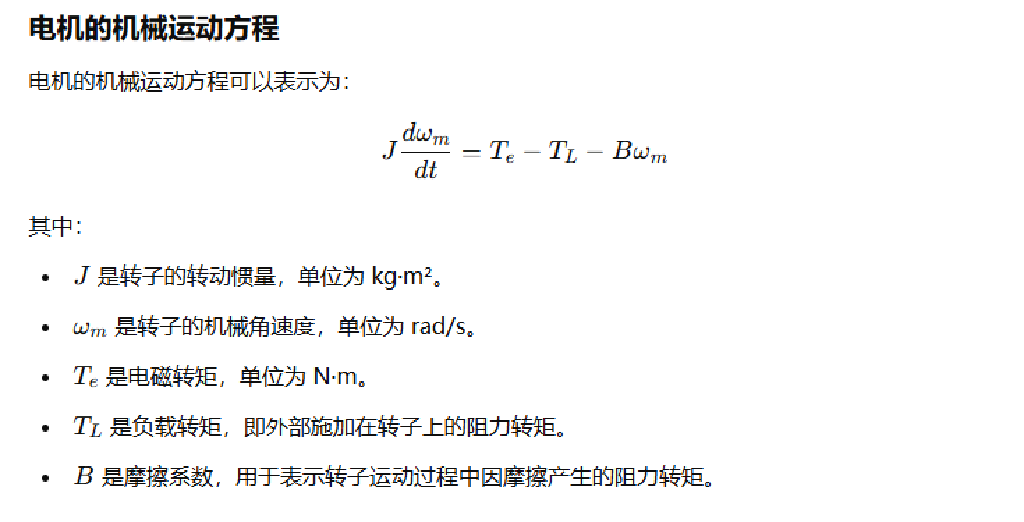 电机的机械运动方程
电机的机械运动方程可以表示为：
J dω_m/dt = T_e − T_L − Bω_m
其中：
• J 是转子的转动惯量，单位为 kg·m²。
• ω_m 是转子的机械角速度，单位为 rad/s。
• T_e 是电磁转矩，单位为 N·m。
• T_L 是负载转矩，即外部施加在转子上的阻力转矩。
• B 是摩擦系数，用于表示转子运动过程中因摩擦产生的阻力转矩。